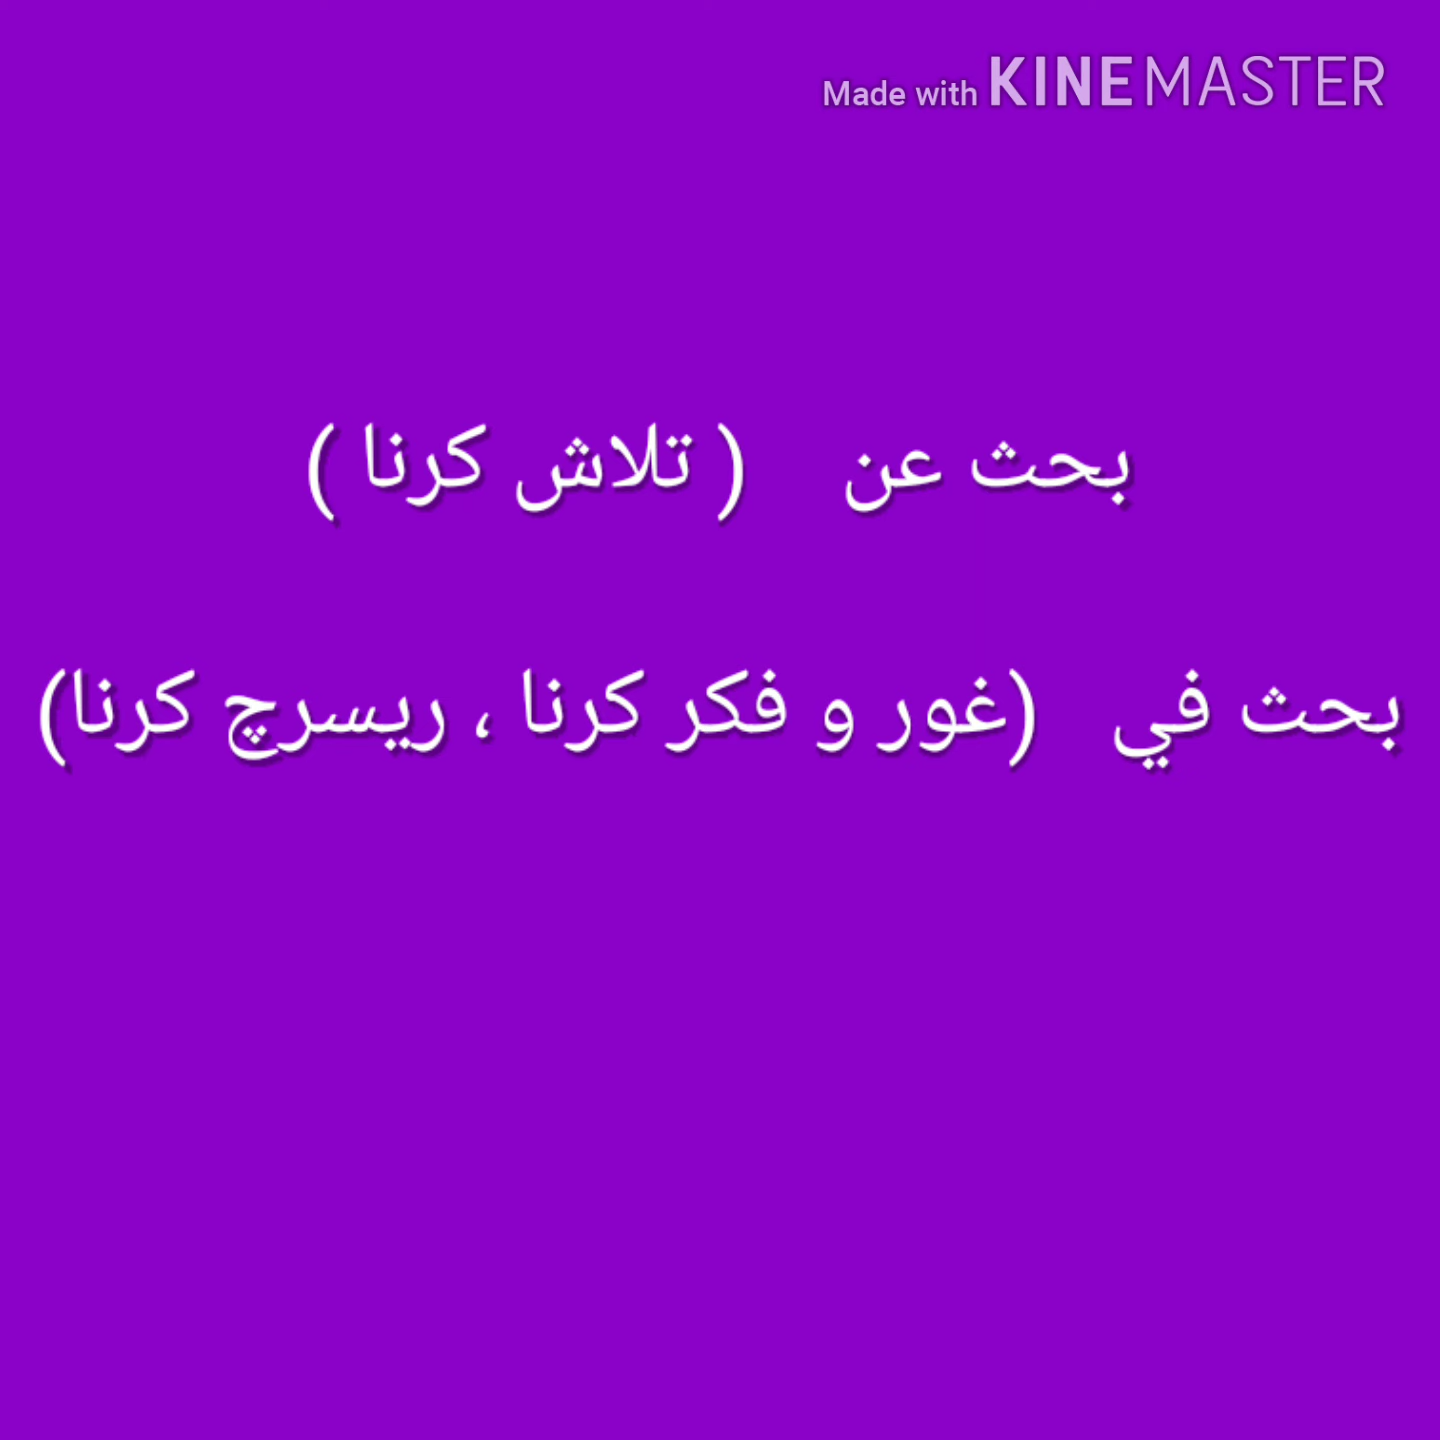 Made with KINEMASTER
بحث عن ( تلاش کرنا )
بحث في (غور و فکر کرنا ، ریسرچ کرنا)